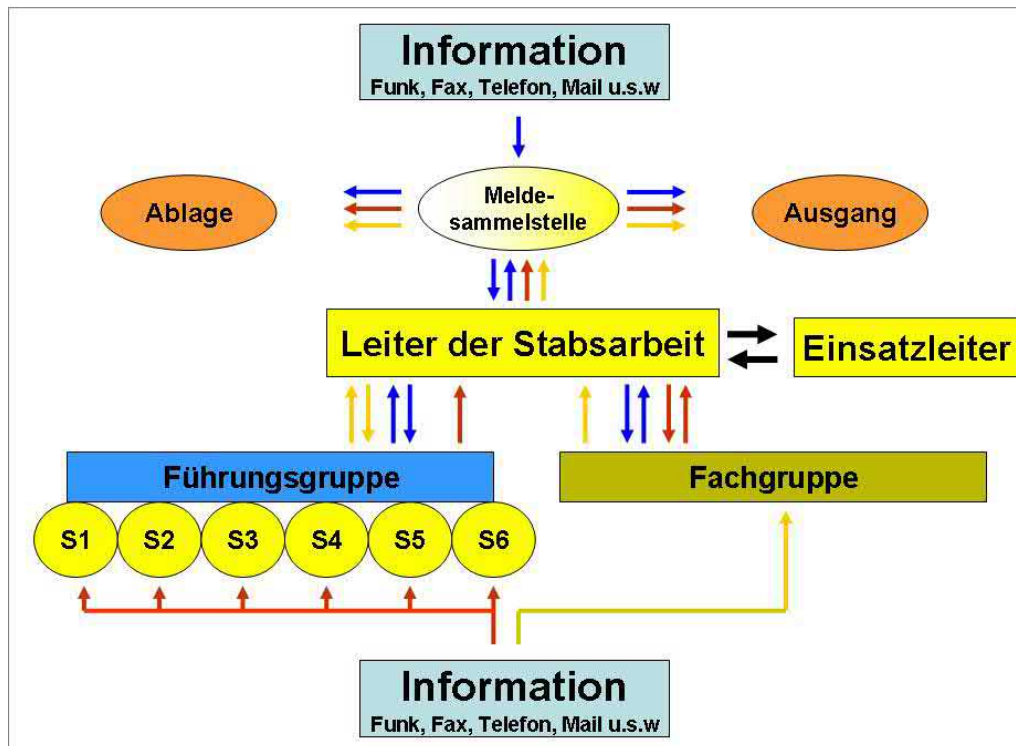 Information
Funk, Fax, Telefon, Mail u.s.w
Ablage
Melde-
sammelstelle
Ausgang
Leiter der Stabsarbeit
Einsatzleiter
Führungsgruppe
Fachgruppe
S1 S2 S3 S4 S5 S6
Information
Funk, Fax, Telefon, Mail u.s.w